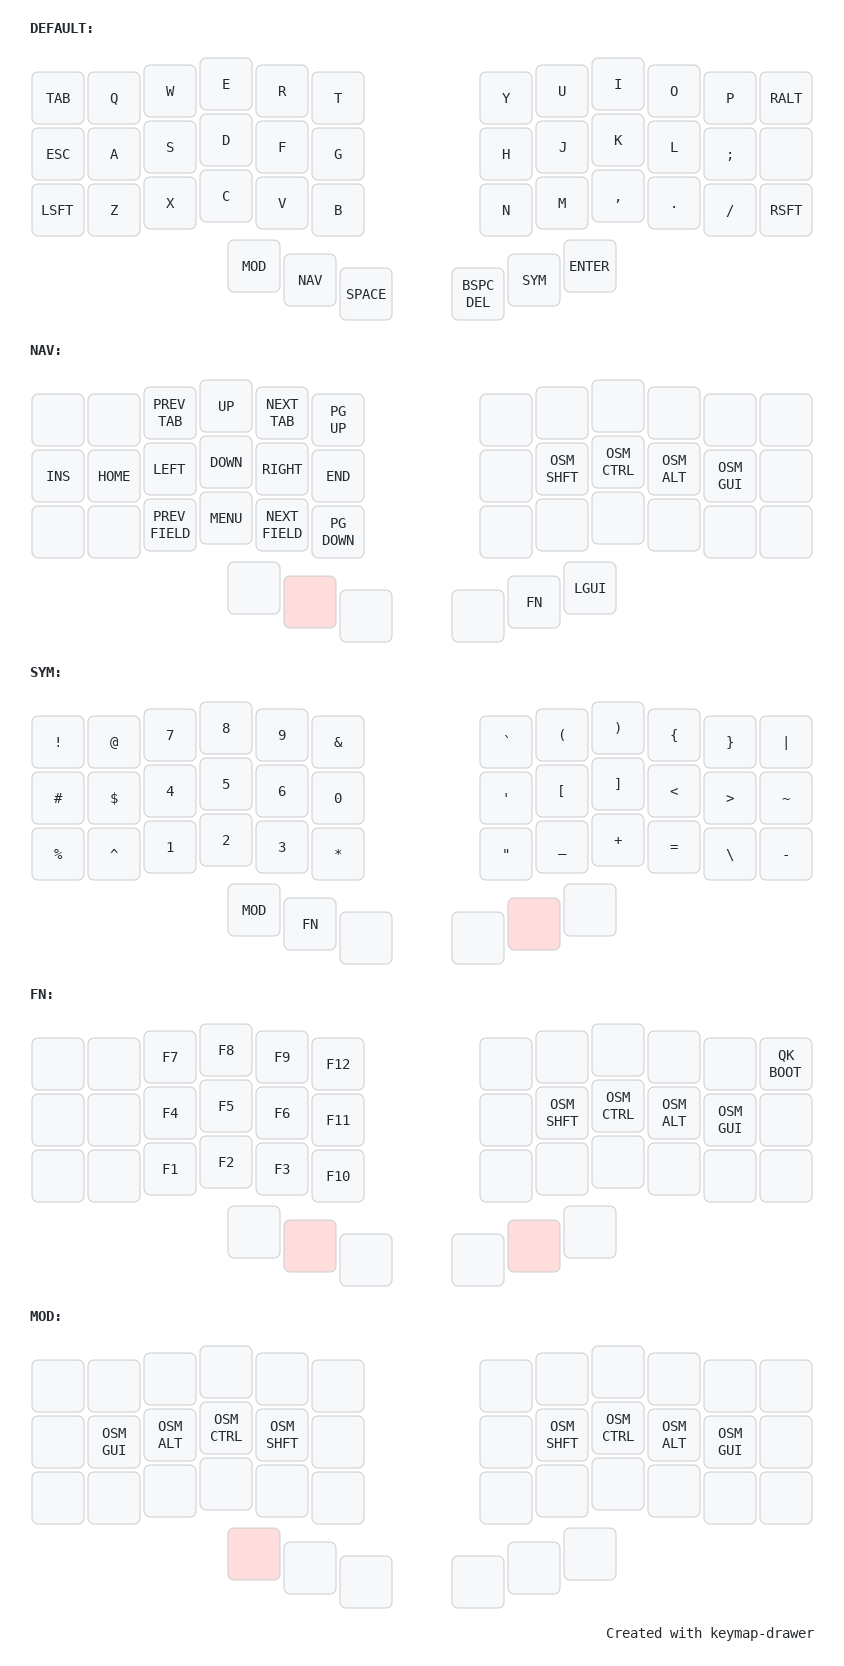 DEFAULT:
TAB Q W E R T Y U I O P RALT
ESC A S D F G H J K L ;
LSFT Z X C V B N M , . / RSFT
MOD NAV SPACE BSPC DEL SYM ENTER
NAV:
PREV TAB UP NEXT TAB PG UP
INS HOME LEFT DOWN RIGHT END OSM SHFT OSM CTRL OSM ALT OSM GUI
PREV FIELD MENU NEXT FIELD PG DOWN
FN LGUI
SYM:
! @ 7 8 9 & ` ( ) { } |
# $ 4 5 6 0 ' [ ] < > ~
% ^ 1 2 3 * " _ + = \ -
MOD FN
FN:
F7 F8 F9 F12 QK BOOT
F4 F5 F6 F11 OSM SHFT OSM CTRL OSM ALT OSM GUI
F1 F2 F3 F10
MOD:
OSM GUI OSM ALT OSM CTRL OSM SHFT OSM SHFT OSM CTRL OSM ALT OSM GUI
Created with keymap-drawer